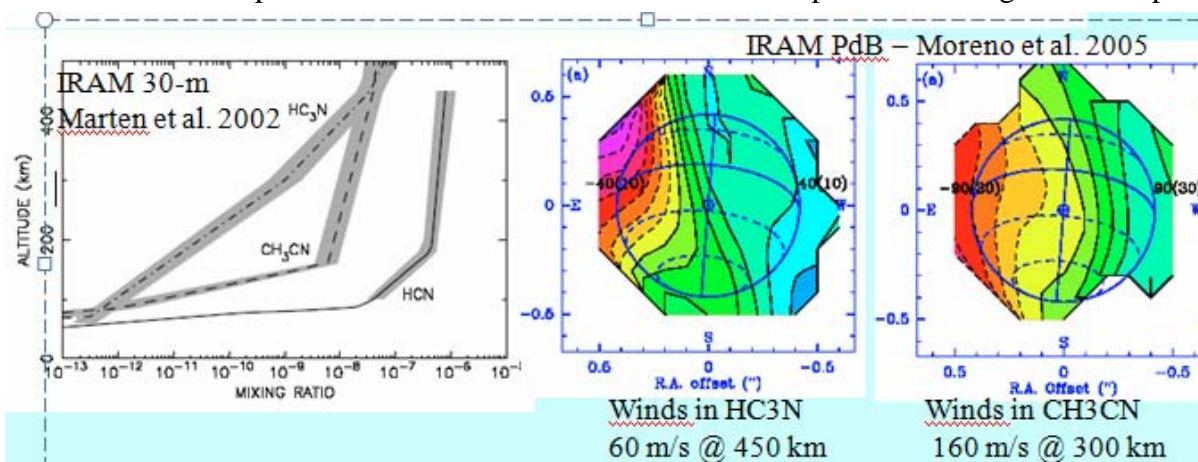 IRAM PdB – Moreno et al. 2005
IRAM 30-m
Marten et al. 2002
HC3N
CH3CN
HCN
ALTITUDE (km)
400
200
0
10-13 10-12 10-11 10-10 10-9 10-8 10-7 10-6
MIXING RATIO
(a)
0.5
0
-0.5
-40(10)
40(10)
E
S
0.5 0 -0.5
R.A. offset (")
Winds in HC3N
60 m/s @ 450 km
(a)
0.5
0
-0.5
-90(30)
90(30)
E
W
S
0.5 0 -0.5
R.A. Offset (")
Winds in CH3CN
160 m/s @ 300 km